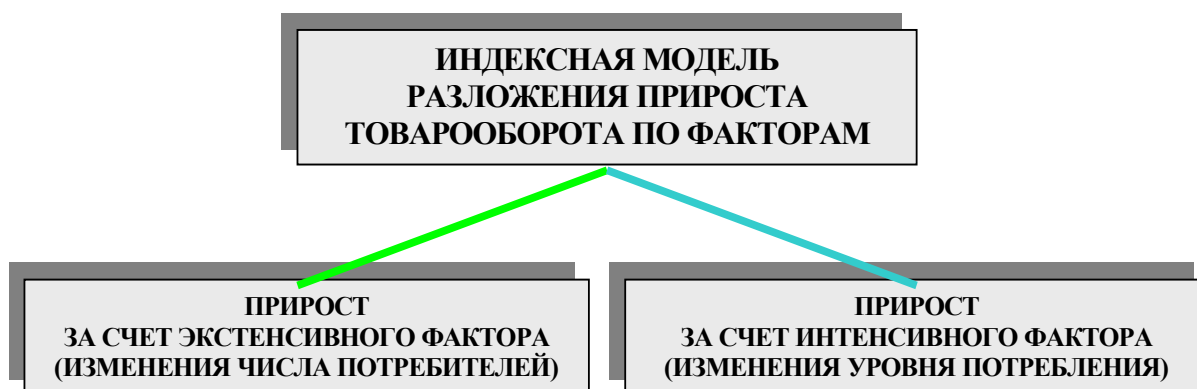 ИНДЕКСНАЯ МОДЕЛЬ
РАЗЛОЖЕНИЯ ПРИРОСТА
ТОВАРООБОРОТА ПО ФАКТОРАМ
ПРИРОСТ
ЗА СЧЕТ ЭКСТЕНСИВНОГО ФАКТОРА
(ИЗМЕНЕНИЯ ЧИСЛА ПОТРЕБИТЕЛЕЙ)
ПРИРОСТ
ЗА СЧЕТ ИНТЕНСИВНОГО ФАКТОРА
(ИЗМЕНЕНИЯ УРОВНЯ ПОТРЕБЛЕНИЯ)